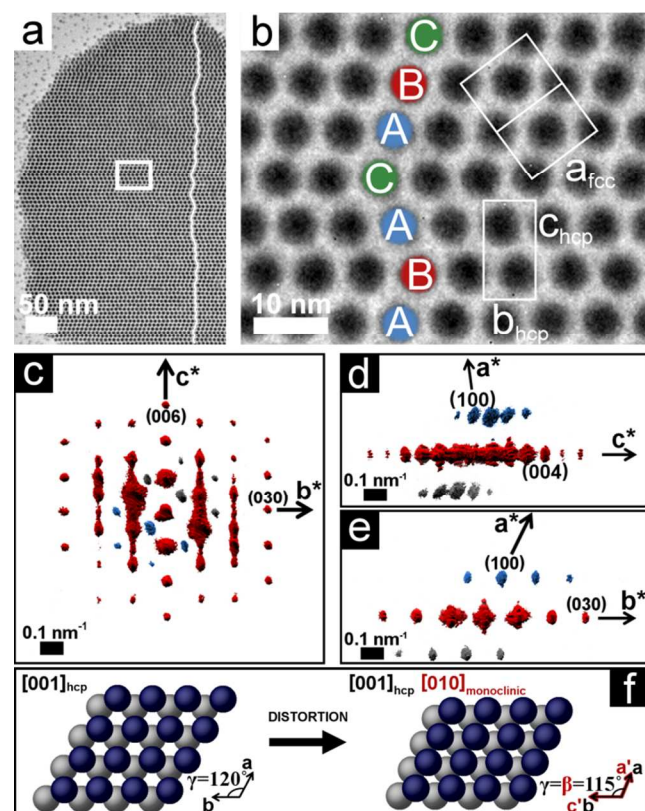 a
50 nm
b
C
B
A
C
A
B
A
a_fcc
c_hcp
b_hcp
10 nm
c
c*
(006)
(030)
b*
0.1 nm⁻¹
d
a*
(100)
c*
(004)
0.1 nm⁻¹
e
a*
(100)
(030)
b*
0.1 nm⁻¹
f
[001]hcp
DISTORTION
[001]hcp [010]monoclinic
γ=120°
a
b
γ=β=115°
a'a
c'b